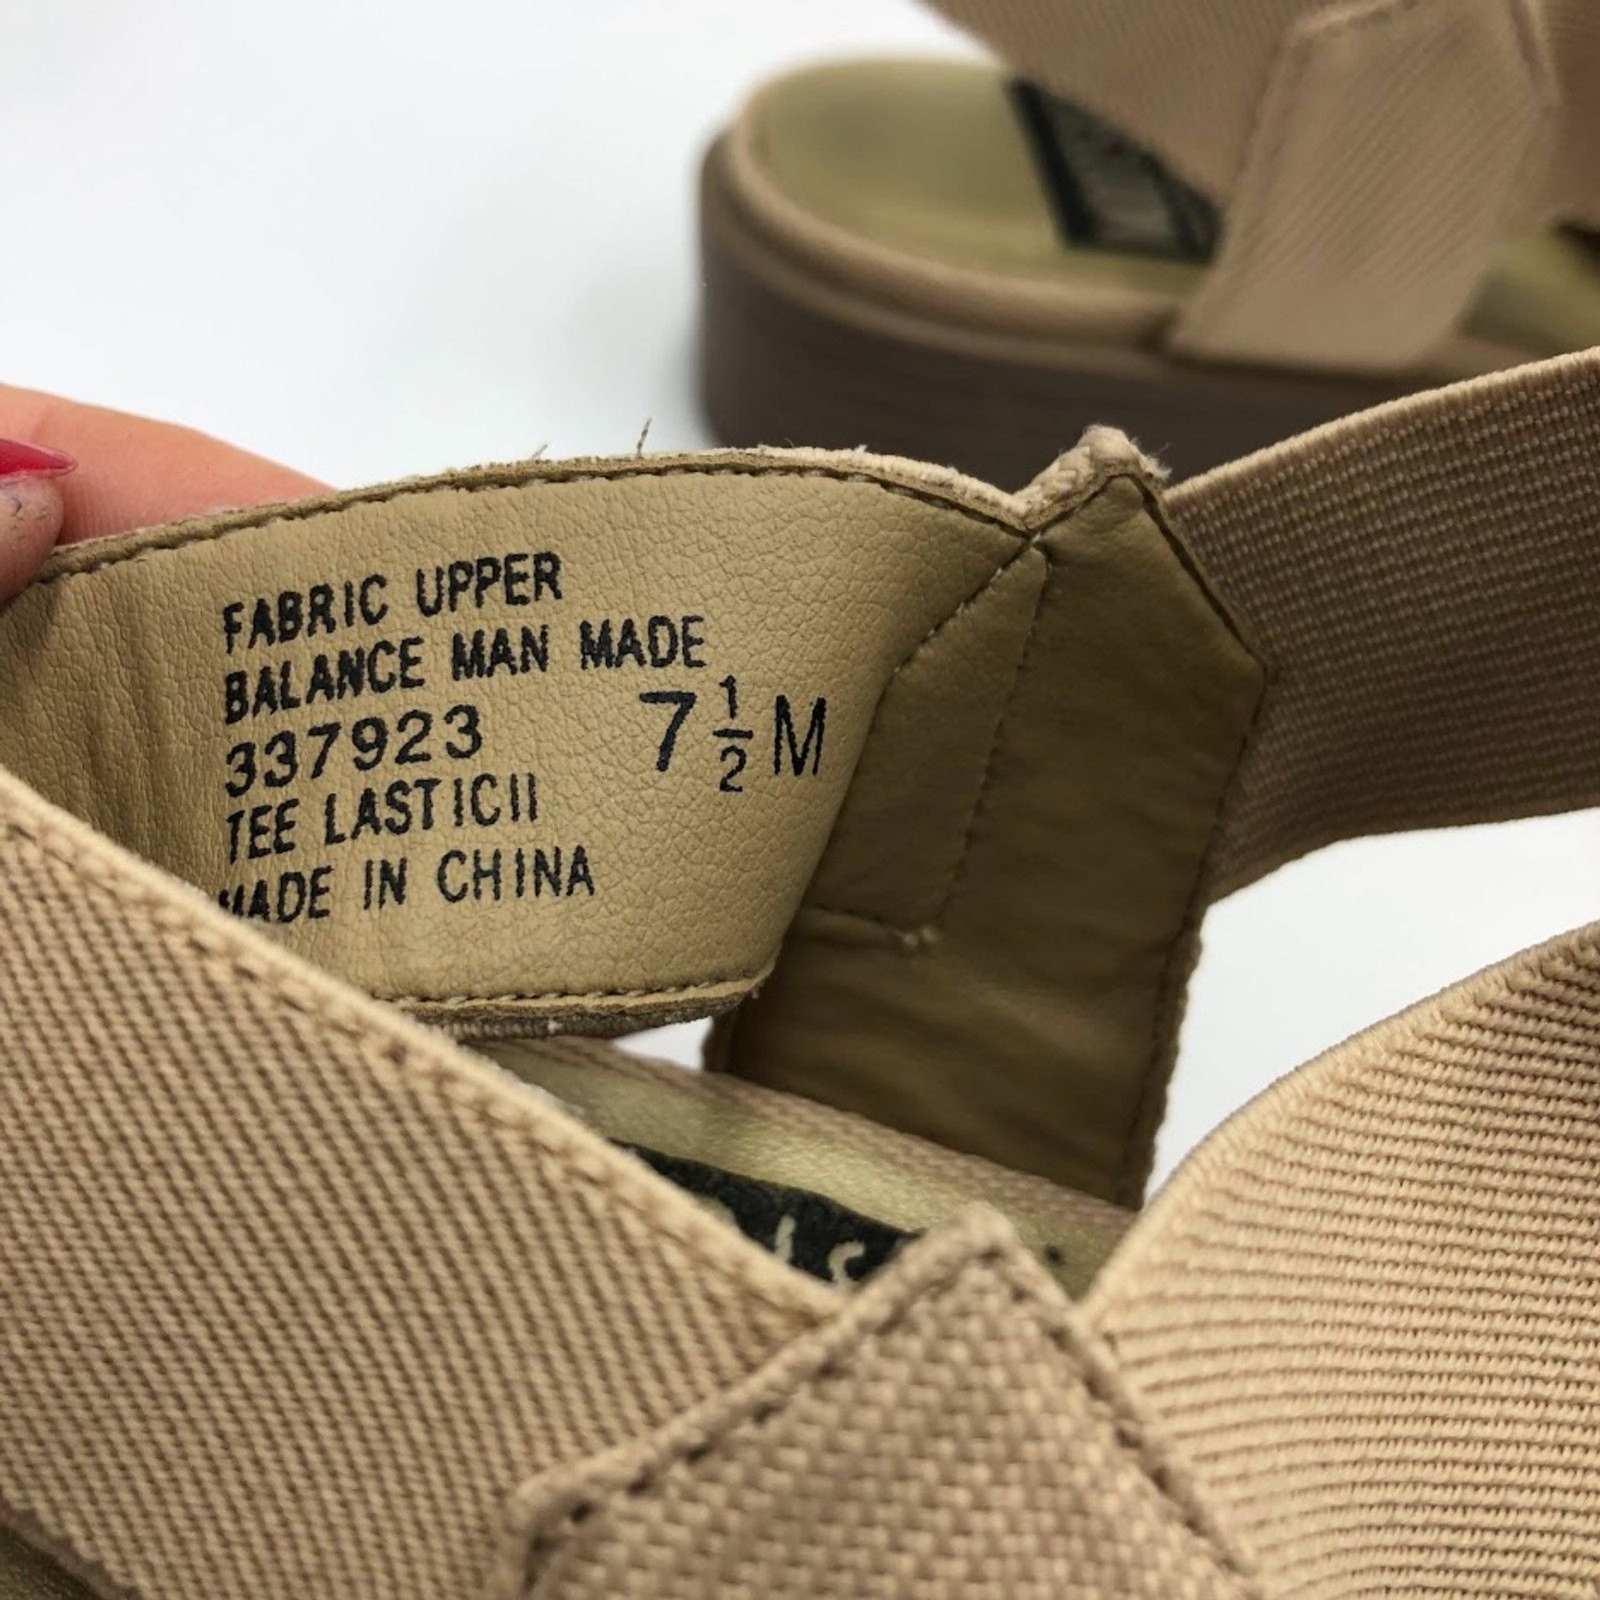 FABRIC UPPER
BALANCE MAN MADE
337923 7 1/2 M
TEE LASTICII
MADE IN CHINA